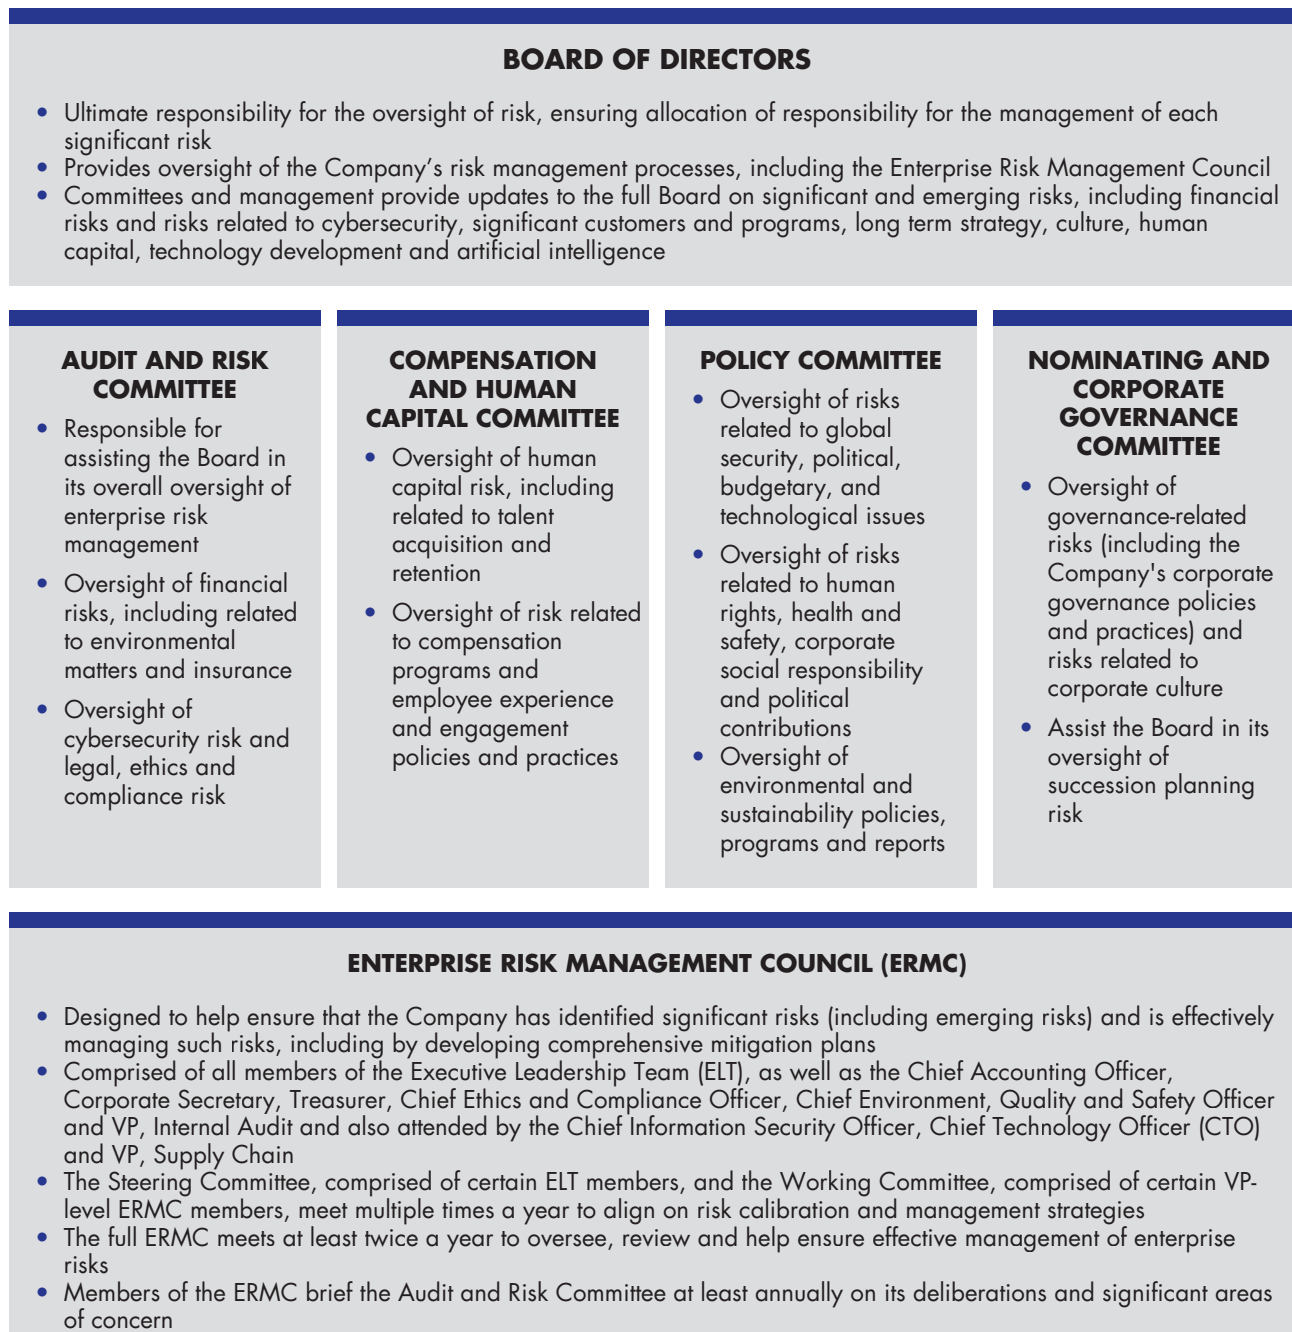 BOARD OF DIRECTORS
• Ultimate responsibility for the oversight of risk, ensuring allocation of responsibility for the management of each
significant risk
• Provides oversight of the Company’s risk management processes, including the Enterprise Risk Management Council
• Committees and management provide updates to the full Board on significant and emerging risks, including financial
risks and risks related to cybersecurity, significant customers and programs, long term strategy, culture, human
capital, technology development and artificial intelligence
AUDIT AND RISK
COMMITTEE
• Responsible for
assisting the Board in
its overall oversight of
enterprise risk
management
• Oversight of financial
risks, including related
to environmental
matters and insurance
• Oversight of
cybersecurity risk and
legal, ethics and
compliance risk
COMPENSATION
AND HUMAN
CAPITAL COMMITTEE
• Oversight of human
capital risk, including
related to talent
acquisition and
retention
• Oversight of risk related
to compensation
programs and
employee experience
and engagement
policies and practices
POLICY COMMITTEE
• Oversight of risks
related to global
security, political,
budgetary, and
technological issues
• Oversight of risks
related to human
rights, health and
safety, corporate
social responsibility
and political
contributions
• Oversight of
environmental and
sustainability policies,
programs and reports
NOMINATING AND
CORPORATE
GOVERNANCE
COMMITTEE
• Oversight of
governance-related
risks (including the
Company's corporate
governance policies
and practices) and
risks related to
corporate culture
• Assist the Board in its
oversight of
succession planning
risk
ENTERPRISE RISK MANAGEMENT COUNCIL (ERMC)
• Designed to help ensure that the Company has identified significant risks (including emerging risks) and is effectively
managing such risks, including by developing comprehensive mitigation plans
• Comprised of all members of the Executive Leadership Team (ELT), as well as the Chief Accounting Officer,
Corporate Secretary, Treasurer, Chief Ethics and Compliance Officer, Chief Environment, Quality and Safety Officer
and VP, Internal Audit and also attended by the Chief Information Security Officer, Chief Technology Officer (CTO)
and VP, Supply Chain
• The Steering Committee, comprised of certain ELT members, and the Working Committee, comprised of certain VP-
level ERMC members, meet multiple times a year to align on risk calibration and management strategies
• The full ERMC meets at least twice a year to oversee, review and help ensure effective management of enterprise
risks
• Members of the ERMC brief the Audit and Risk Committee at least annually on its deliberations and significant areas
of concern